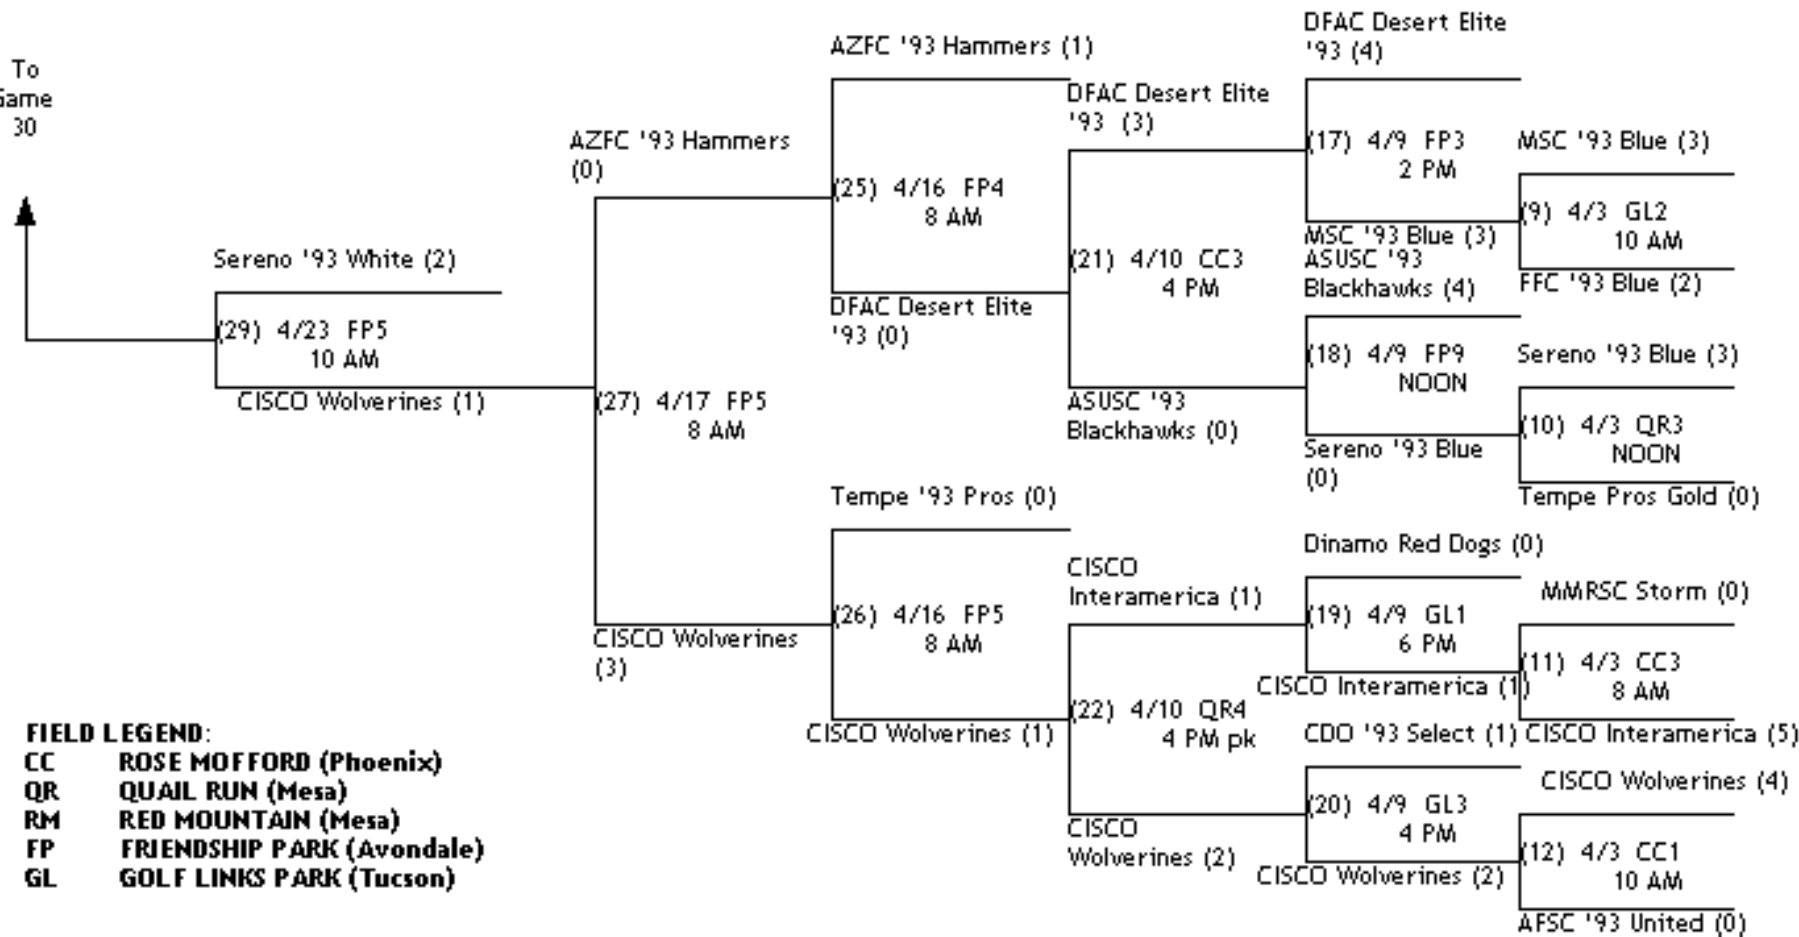 To
Game
30
Sereno '93 White (2)
(29) 4/23 FP5
10 AM
CISCO Wolverines (1)
AZFC '93 Hammers
(0)
(27) 4/17 FP5
8 AM
CISCO Wolverines
(3)
AZFC '93 Hammers (1)
(25) 4/16 FP4
8 AM
DFAC Desert Elite
'93 (0)
Tempe '93 Pros (0)
(26) 4/16 FP5
8 AM
CISCO Wolverines (1)
DFAC Desert Elite
'93 (3)
(21) 4/10 CC3
4 PM
ASUSC '93
Blackhawks (0)
CISCO
Interamerica (1)
(22) 4/10 QR4
4 PM pk
CISCO
Wolverines (2)
DFAC Desert Elite
'93 (4)
(17) 4/9 FP3
2 PM
MSC '93 Blue (3)
ASUSC '93
Blackhawks (4)
(18) 4/9 FP9
NOON
Sereno '93 Blue
(0)
Dinamo Red Dogs (0)
(19) 4/9 GL1
6 PM
CISCO Interamerica (1)
CDO '93 Select (1)
(20) 4/9 GL3
4 PM
CISCO Wolverines (2)
MSC '93 Blue (3)
(9) 4/3 GL2
10 AM
FFC '93 Blue (2)
Sereno '93 Blue (3)
(10) 4/3 QR3
NOON
Tempe Pros Gold (0)
MMRSC Storm (0)
(11) 4/3 CC3
8 AM
CISCO Interamerica (5)
CISCO Wolverines (4)
(12) 4/3 CC1
10 AM
AFSC '93 United (0)
FIELD LEGEND:
CC ROSE MOFFORD (Phoenix)
QR QUAIL RUN (Mesa)
RM RED MOUNTAIN (Mesa)
FP FRIENDSHIP PARK (Avondale)
GL GOLF LINKS PARK (Tucson)